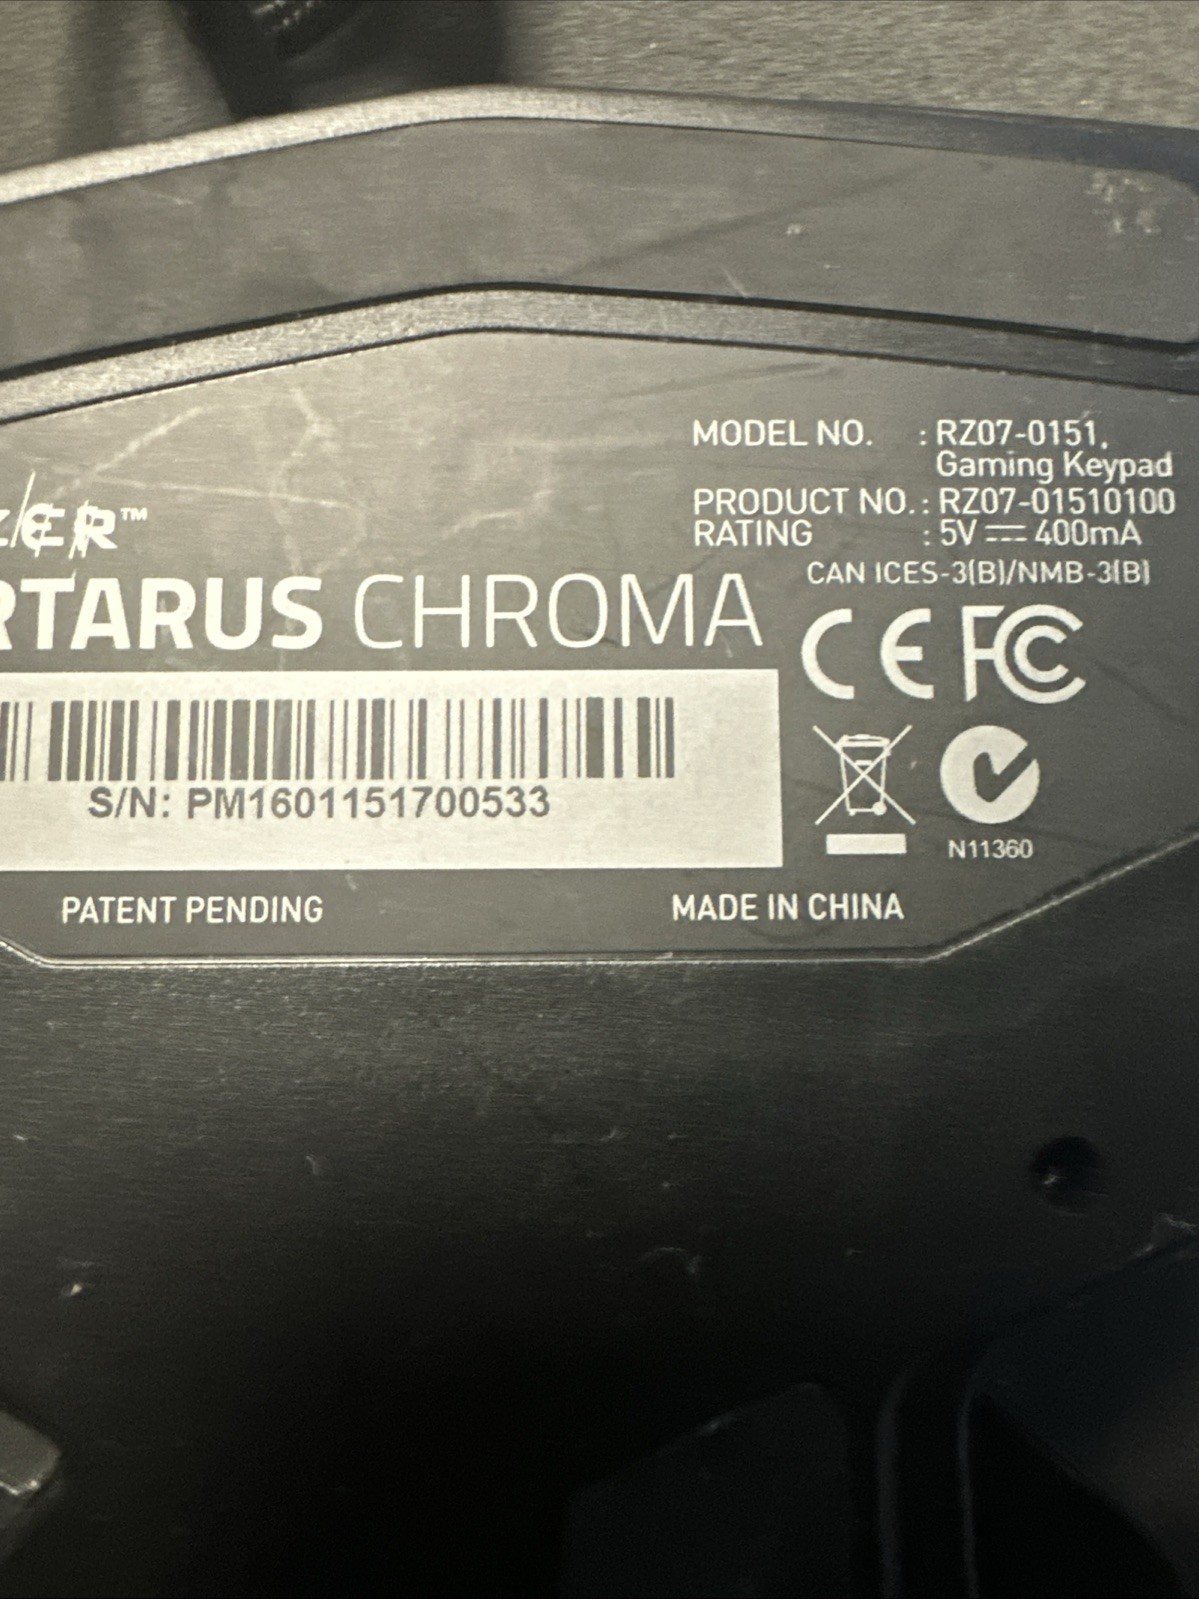 MODEL NO. : RZ07-0151,
Gaming Keypad
PRODUCT NO. : RZ07-01510100
RATING : 5V ⎓ 400mA
CAN ICES-3(B)/NMB-3(B)
ZER™
RTARUS CHROMA
CE FC
S/N: PM1601151700533
N11360
PATENT PENDING
MADE IN CHINA